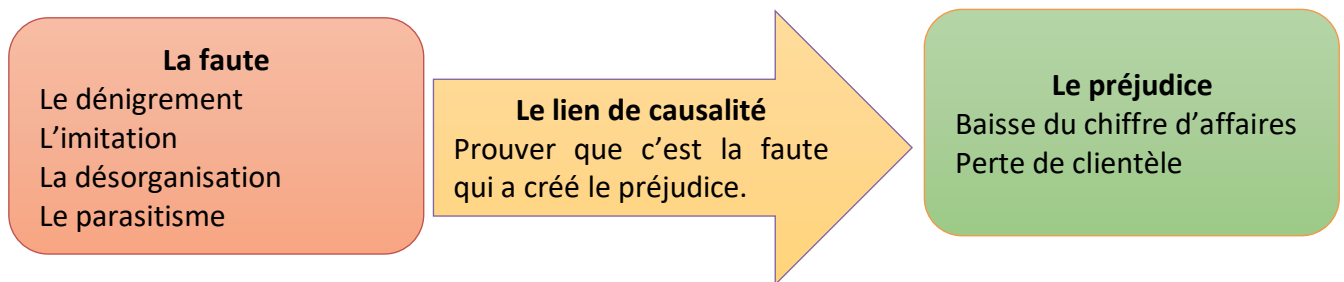 La faute
Le dénigrement
L’imitation
La désorganisation
Le parasitisme
Le lien de causalité
Prouver que c’est la faute
qui a créé le préjudice.
Le préjudice
Baisse du chiffre d’affaires
Perte de clientèle